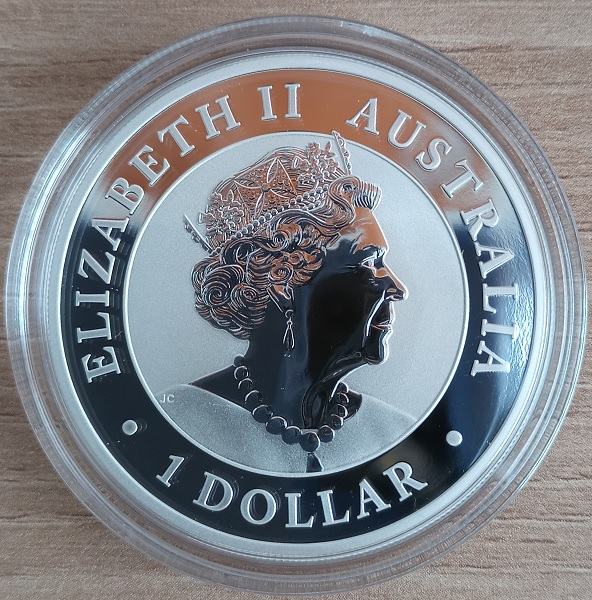 ELIZABETH II AUSTRALIA
JC
1 DOLLAR